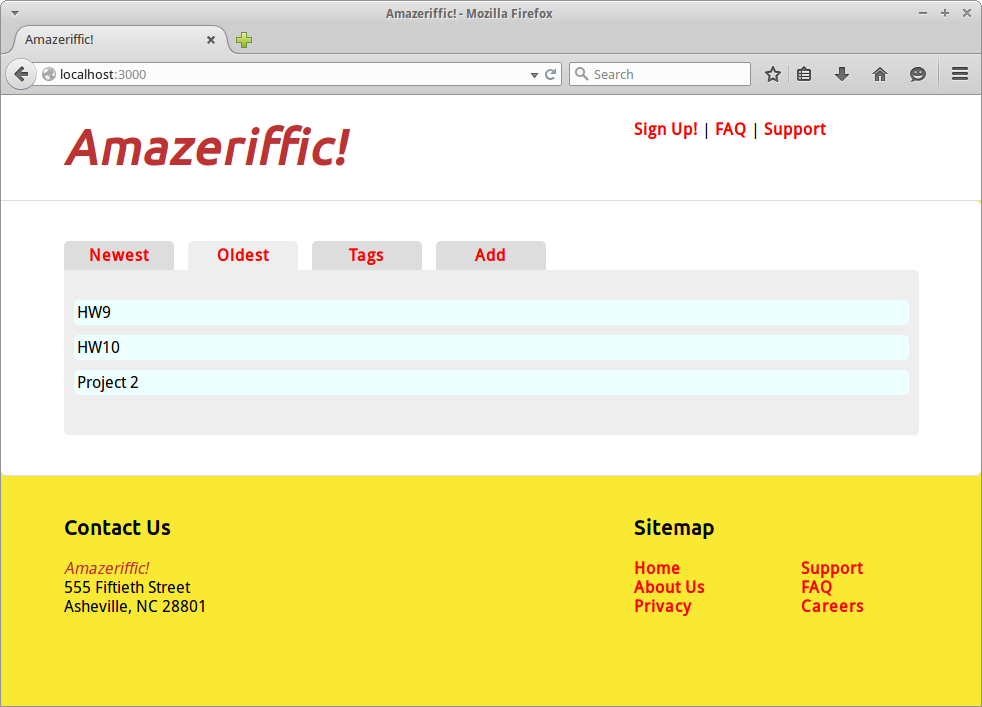 Amazeriffic! - Mozilla Firefox
Amazeriffic!
localhost:3000
Search
Amazeriffic!
Sign Up! | FAQ | Support
Newest Oldest Tags Add
HW9
HW10
Project 2
Contact Us
Amazeriffic!
555 Fiftieth Street
Asheville, NC 28801
Sitemap
Home Support
About Us FAQ
Privacy Careers